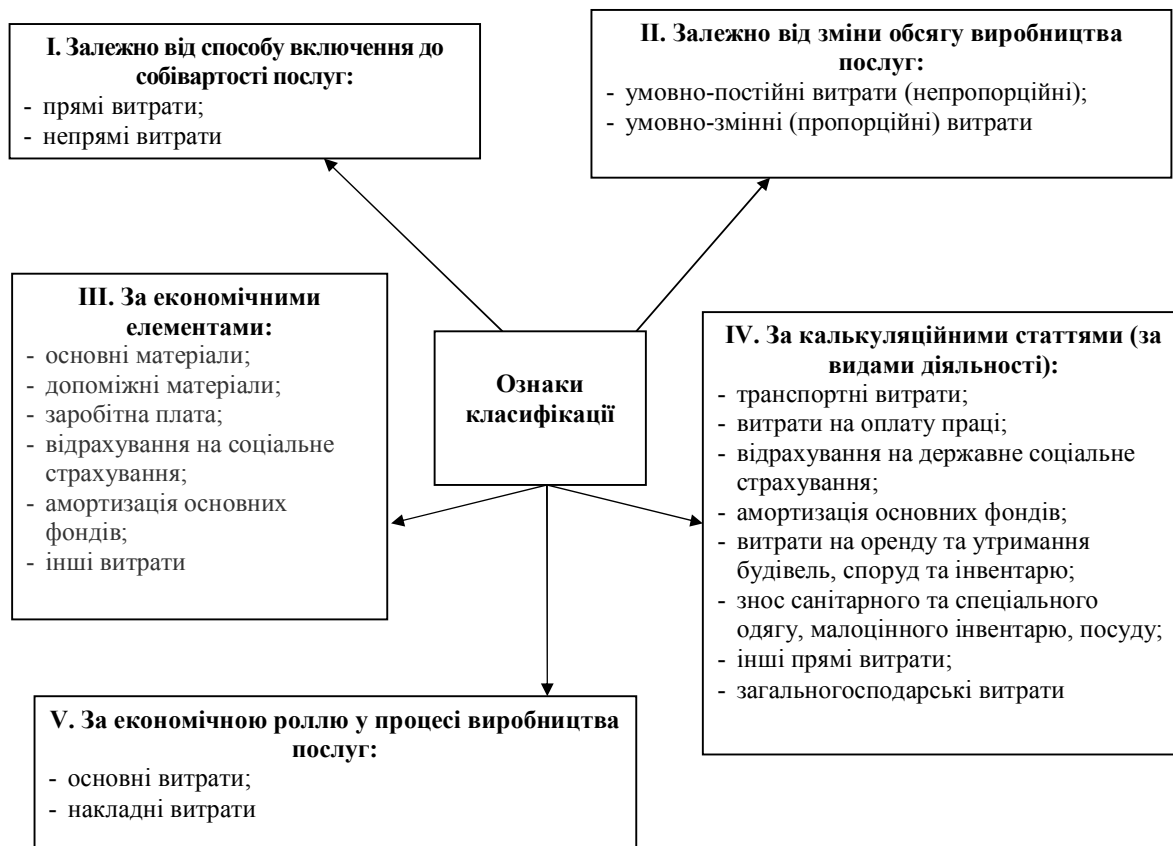 І. Залежно від способу включення до
собівартості послуг:
- прямі витрати;
- непрямі витрати
ІІ. Залежно від зміни обсягу виробництва
послуг:
- умовно-постійні витрати (непропорційні);
- умовно-змінні (пропорційні) витрати
ІІІ. За економічними
елементами:
- основні матеріали;
- допоміжні матеріали;
- заробітна плата;
- відрахування на соціальне
страхування;
- амортизація основних
фондів;
- інші витрати
Ознаки
класифікації
IV. За калькуляційними статтями (за
видами діяльності):
- транспортні витрати;
- витрати на оплату праці;
- відрахування на державне соціальне
страхування;
- амортизація основних фондів;
- витрати на оренду та утримання
будівель, споруд та інвентарю;
- знос санітарного та спеціального
одягу, малоцінного інвентарю, посуду;
- інші прямі витрати;
- загальногосподарські витрати
V. За економічною роллю у процесі виробництва
послуг:
- основні витрати;
- накладні витрати